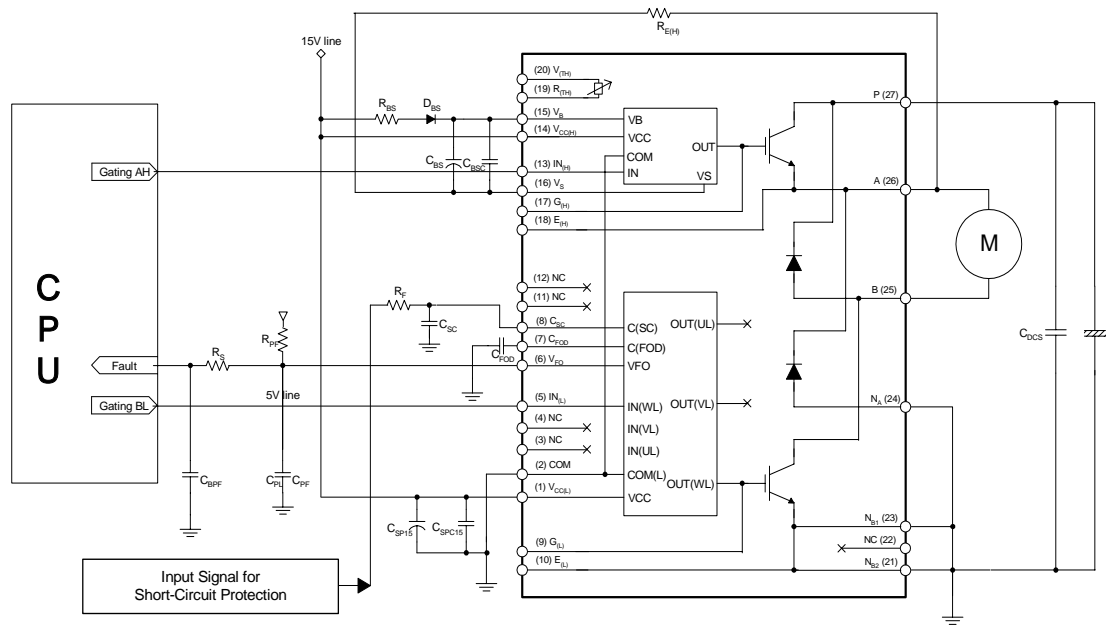 R_E(H)
15V line
(20) V_(TH)
(19) R_(TH)
R_BS
D_BS
(15) V_B
(14) V_CC(H)
C_BS
C_BSC
(13) IN_(H)
(16) V_S
(17) G_(H)
(18) E_(H)
VB
VCC
COM
IN
OUT
VS
P (27)
A (26)
M
B (25)
C_DCS
Gating AH
CPU
(12) NC
(11) NC
R_F
C_SC
(8) C_SC
(7) C_FOD
C_FOD
(6) V_FO
R_PF
R_S
Fault
5V line
Gating BL
(5) IN_(L)
(4) NC
(3) NC
(2) COM
(1) V_CC(L)
C(SC)
C(FOD)
VFO
IN(WL)
IN(VL)
IN(UL)
COM(L)
VCC
OUT(UL)
OUT(VL)
OUT(WL)
N_A (24)
C_BPF
C_PL
C_PF
C_SP15
C_SPC15
(9) G_(L)
(10) E_(L)
N_B1 (23)
NC (22)
N_B2 (21)
Input Signal for
Short-Circuit Protection